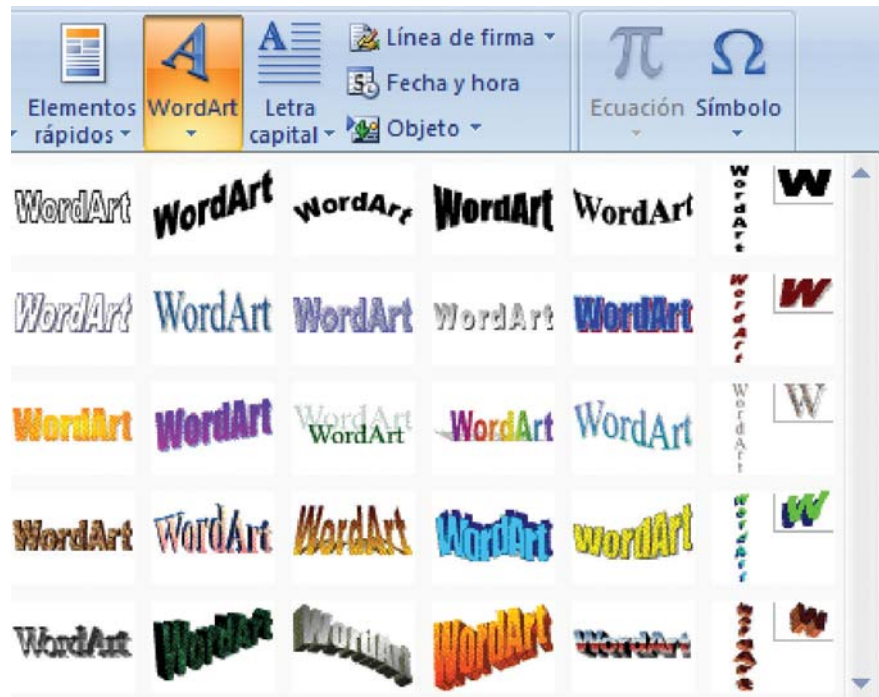 Elementos rápidos
WordArt
Letra capital
Línea de firma
Fecha y hora
Objeto
π
Ecuación
Ω
Símbolo
WordArt WordArt WordArt WordArt WordArt WordArt W
WordArt WordArt WordArt WordArt WordArt WordArt W
WordArt WordArt WordArt WordArt WordArt WordArt WordArt W
WordArt WordArt WordArt WordArt WordArt WordArt W
WordArt WordArt WordArt WordArt WordArt WordArt W